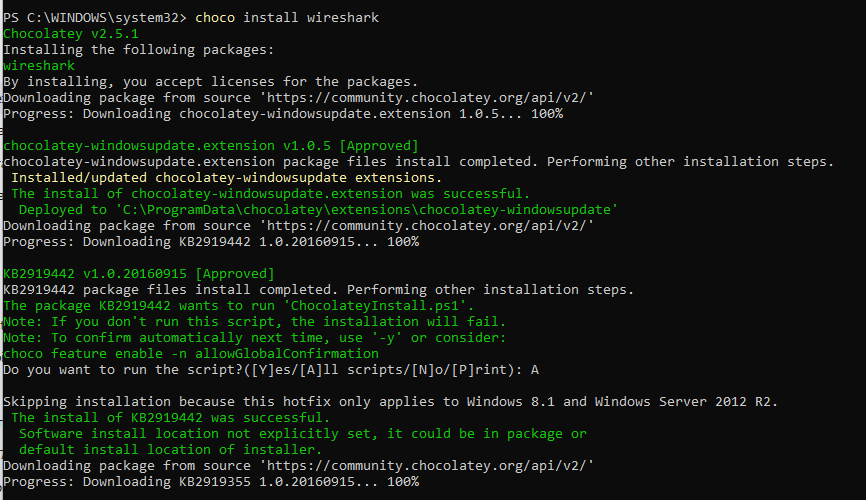 PS C:\WINDOWS\system32> choco install wireshark
Chocolatey v2.5.1
Installing the following packages:
wireshark
By installing, you accept licenses for the packages.
Downloading package from source 'https://community.chocolatey.org/api/v2/'
Progress: Downloading chocolatey-windowsupdate.extension 1.0.5... 100%

chocolatey-windowsupdate.extension v1.0.5 [Approved]
chocolatey-windowsupdate.extension package files install completed. Performing other installation steps.
 Installed/updated chocolatey-windowsupdate extensions.
 The install of chocolatey-windowsupdate.extension was successful.
  Deployed to 'C:\ProgramData\chocolatey\extensions\chocolatey-windowsupdate'
Downloading package from source 'https://community.chocolatey.org/api/v2/'
Progress: Downloading KB2919442 1.0.20160915... 100%

KB2919442 v1.0.20160915 [Approved]
KB2919442 package files install completed. Performing other installation steps.
The package KB2919442 wants to run 'ChocolateyInstall.ps1'.
Note: If you don't run this script, the installation will fail.
Note: To confirm automatically next time, use '-y' or consider:
choco feature enable -n allowGlobalConfirmation
Do you want to run the script?([Y]es/[A]ll scripts/[N]o/[P]rint): A

Skipping installation because this hotfix only applies to Windows 8.1 and Windows Server 2012 R2.
 The install of KB2919442 was successful.
  Software install location not explicitly set, it could be in package or
  default install location of installer.
Downloading package from source 'https://community.chocolatey.org/api/v2/'
Progress: Downloading KB2919355 1.0.20160915... 100%